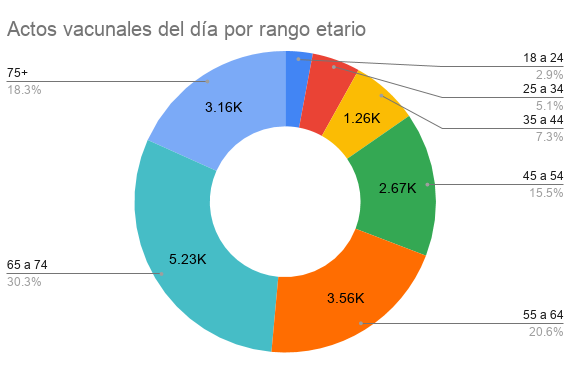 Actos vacunales del día por rango etario
18 a 24
2.9%
25 a 34
5.1%
35 a 44
7.3%
45 a 54
15.5%
55 a 64
20.6%
65 a 74
30.3%
75+
18.3%
1.26K
2.67K
3.56K
5.23K
3.16K